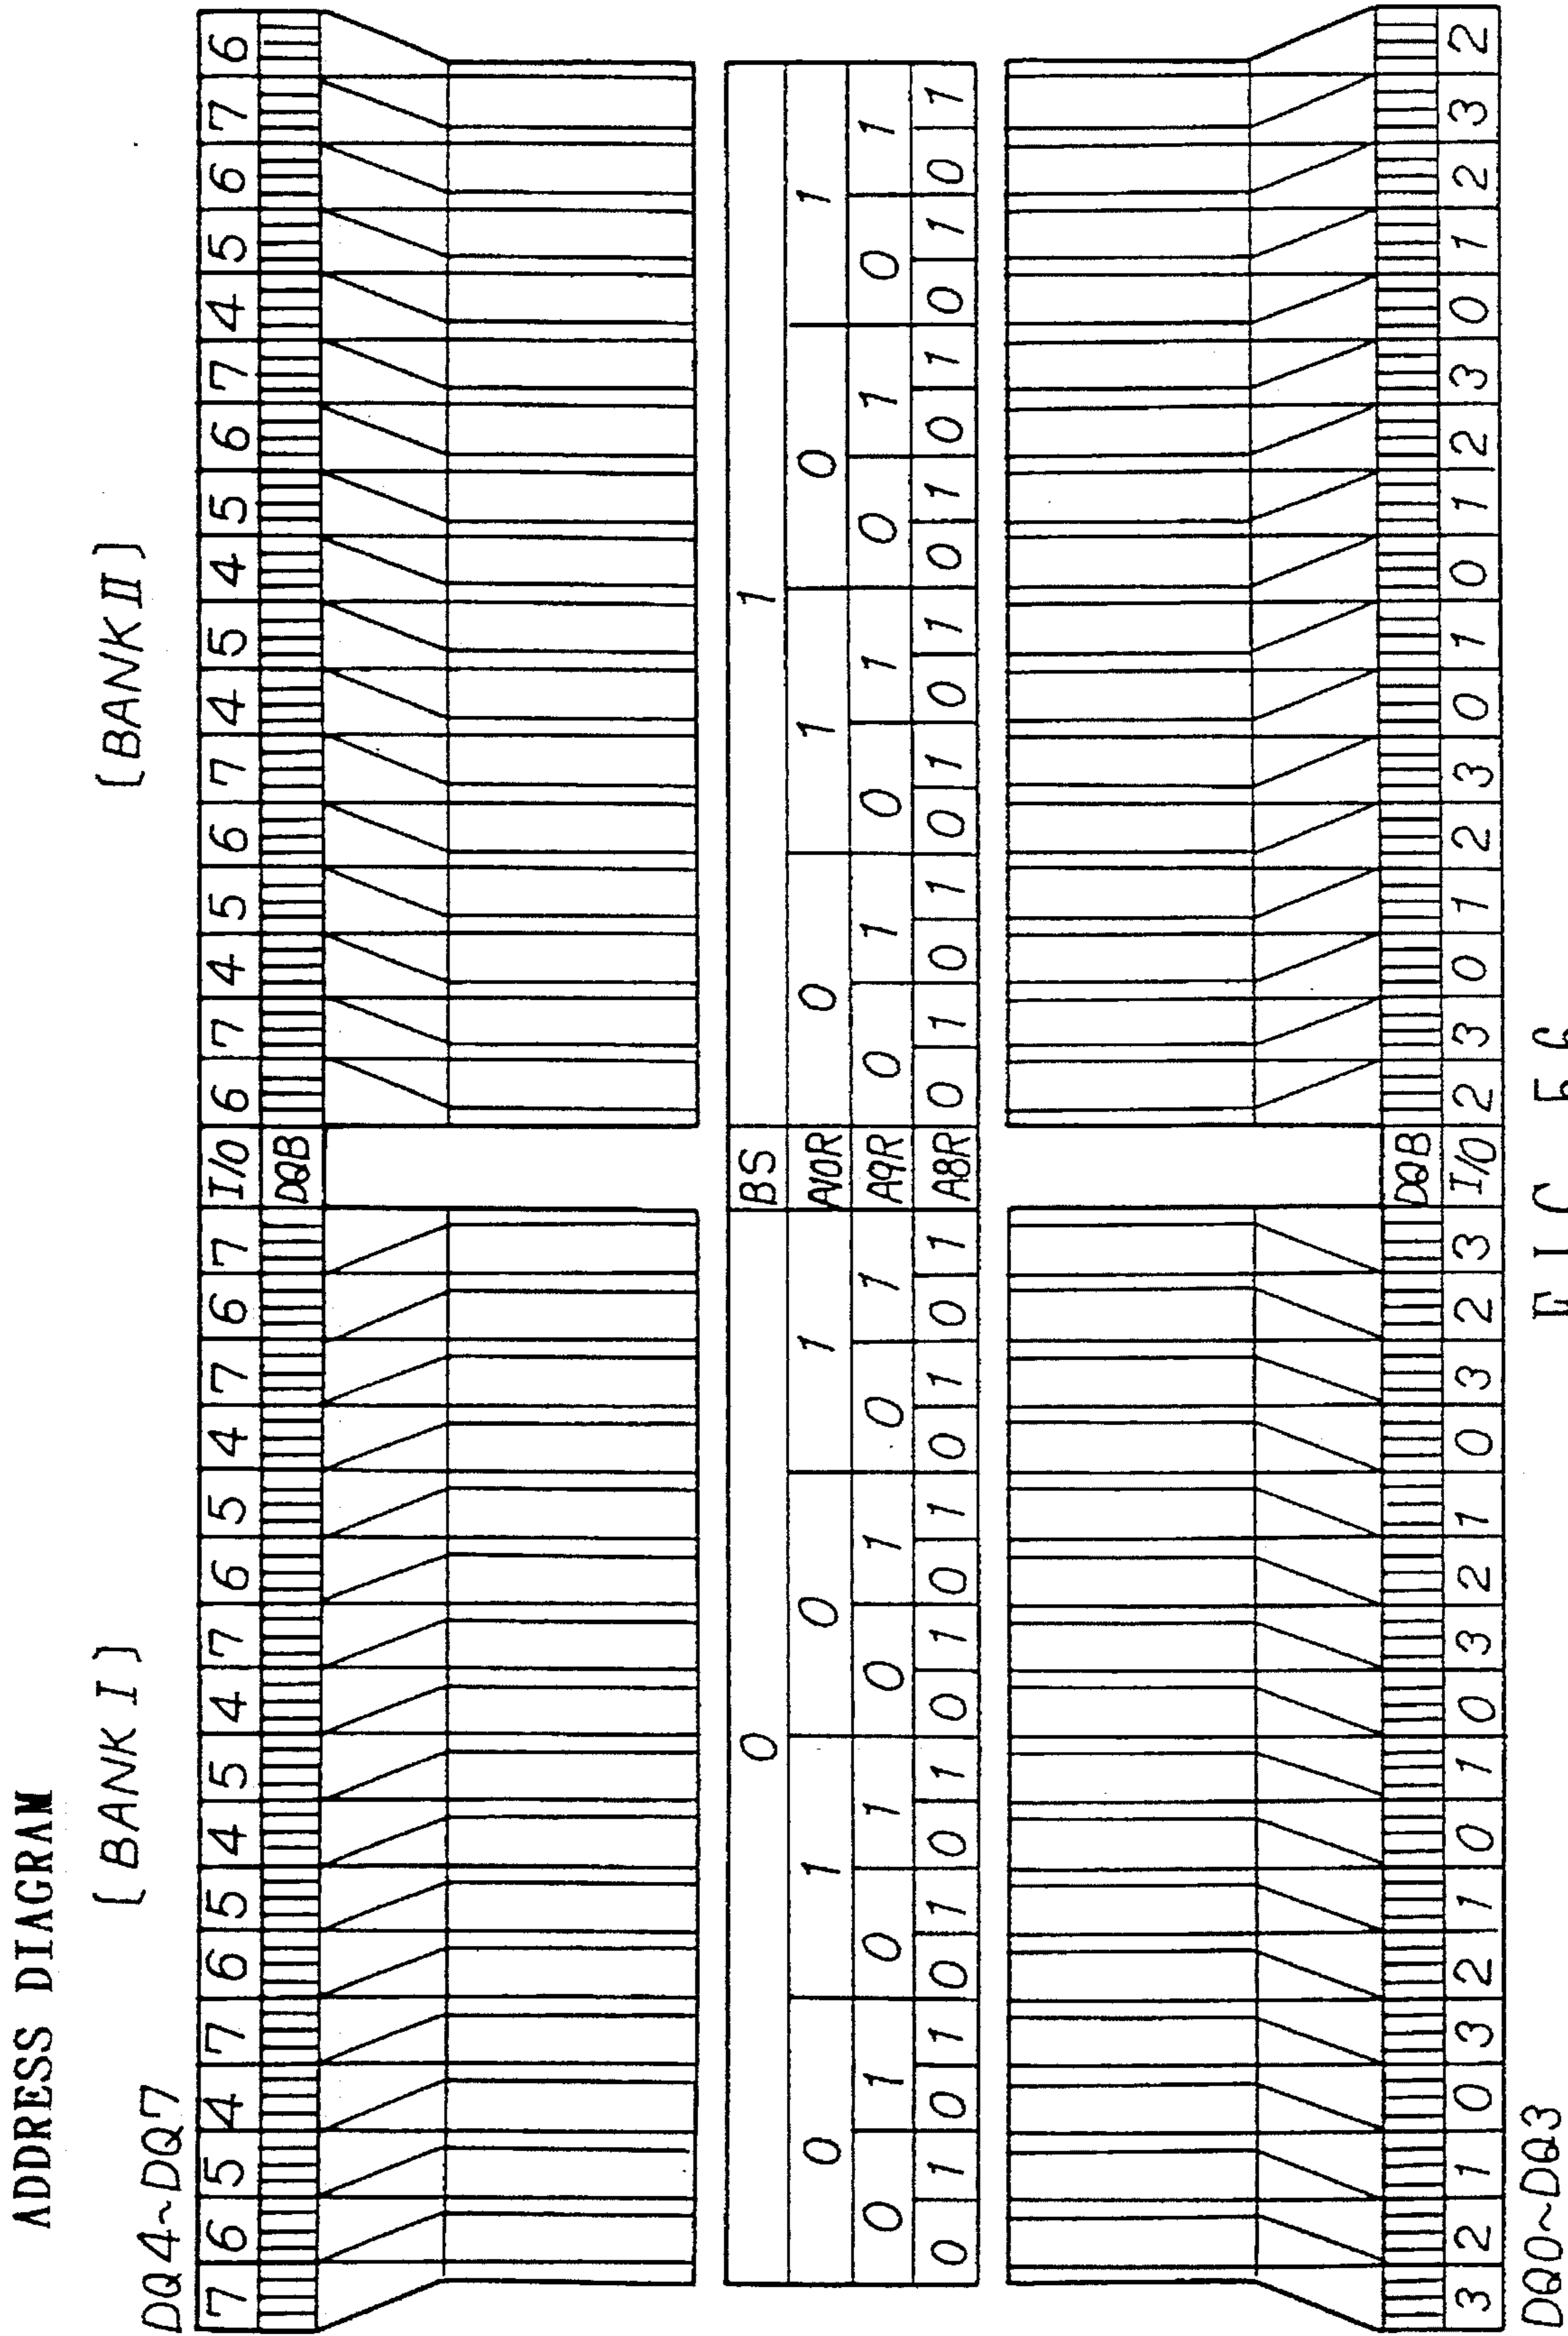 ADDRESS DIAGRAM
[BANK I] [BANK II]
DQ4~DQ7
7 6 5 4 7 6 5 4 5 4 7 6 5 4 7 6 7 I/O 6 7 4 5 6 7 4 5 4 5 6 7 4 5 6 7 6
DQB
0 BS 1
0 1 0 1 A10R 0 1 0 1
0 1 0 1 0 1 0 1 A9R 0 1 0 1 0 1 0 1
0 1 0 1 0 1 0 1 0 1 0 1 0 1 0 1 A8R 0 1 0 1 0 1 0 1 0 1 0 1 0 1 0 1
DQB
3 2 1 0 3 2 1 0 1 0 3 2 1 0 3 2 3 I/O 2 3 0 1 2 3 0 1 0 1 2 3 0 1 2 3 2
DQ0~DQ3